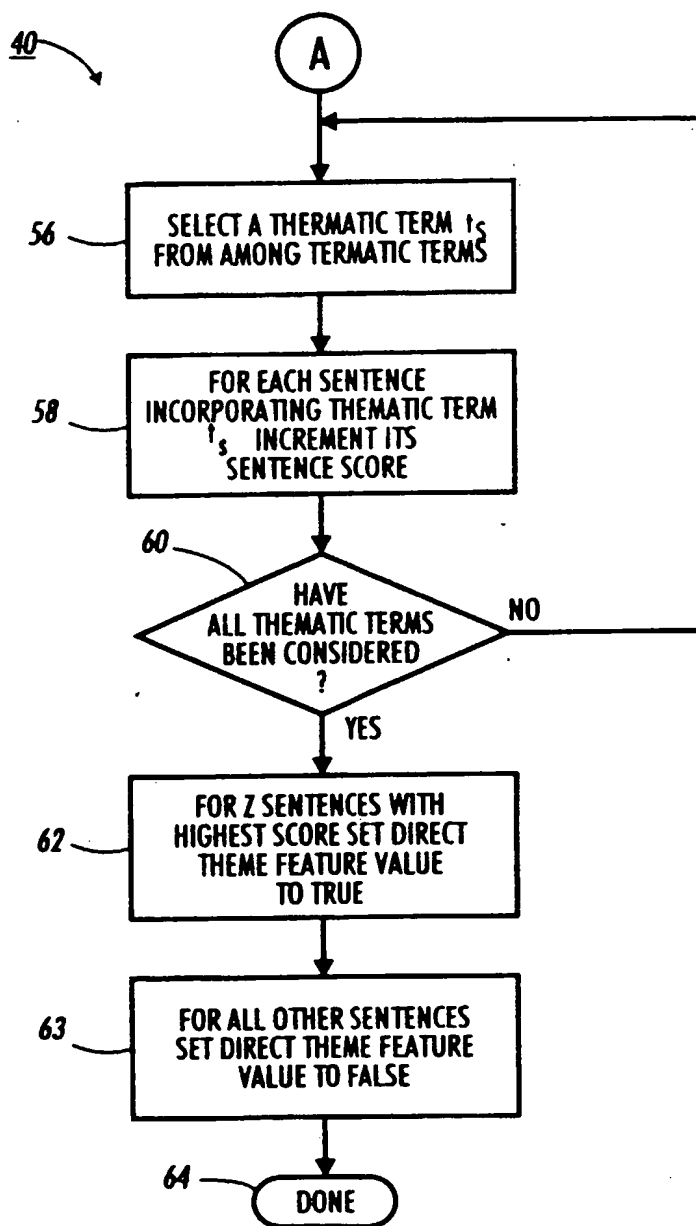 40
A
56
SELECT A THERMATIC TERM ts
FROM AMONG TERMATIC TERMS
58
FOR EACH SENTENCE
INCORPORATING THEMATIC TERM
ts INCREMENT ITS
SENTENCE SCORE
60
HAVE
ALL THEMATIC TERMS
BEEN CONSIDERED
?
NO
YES
62
FOR Z SENTENCES WITH
HIGHEST SCORE SET DIRECT
THEME FEATURE VALUE
TO TRUE
63
FOR ALL OTHER SENTENCES
SET DIRECT THEME FEATURE
VALUE TO FALSE
64
DONE